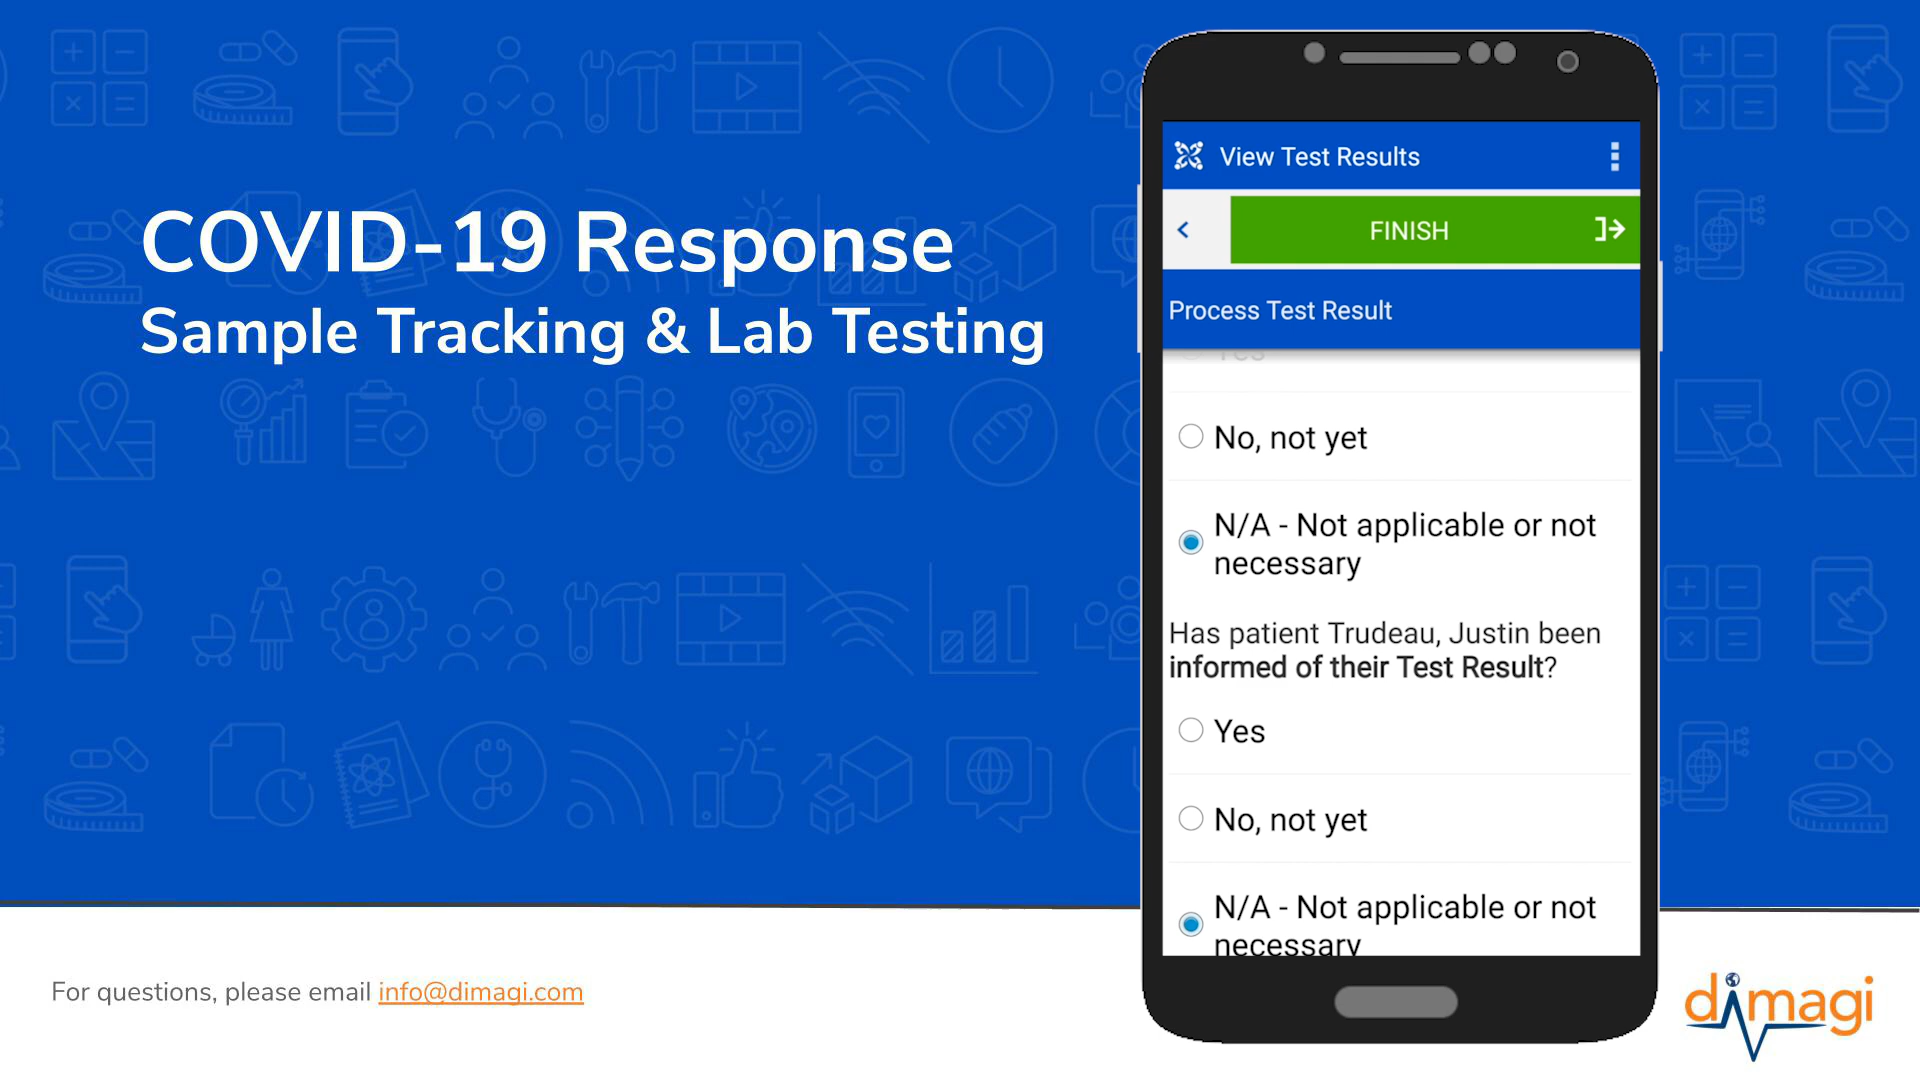 COVID-19 Response
Sample Tracking & Lab Testing
View Test Results
FINISH
Process Test Result
Yes
No, not yet
N/A - Not applicable or not
necessary
Has patient Trudeau, Justin been
informed of their Test Result?
Yes
No, not yet
N/A - Not applicable or not
necessary
For questions, please email info@dimagi.com
dimagi